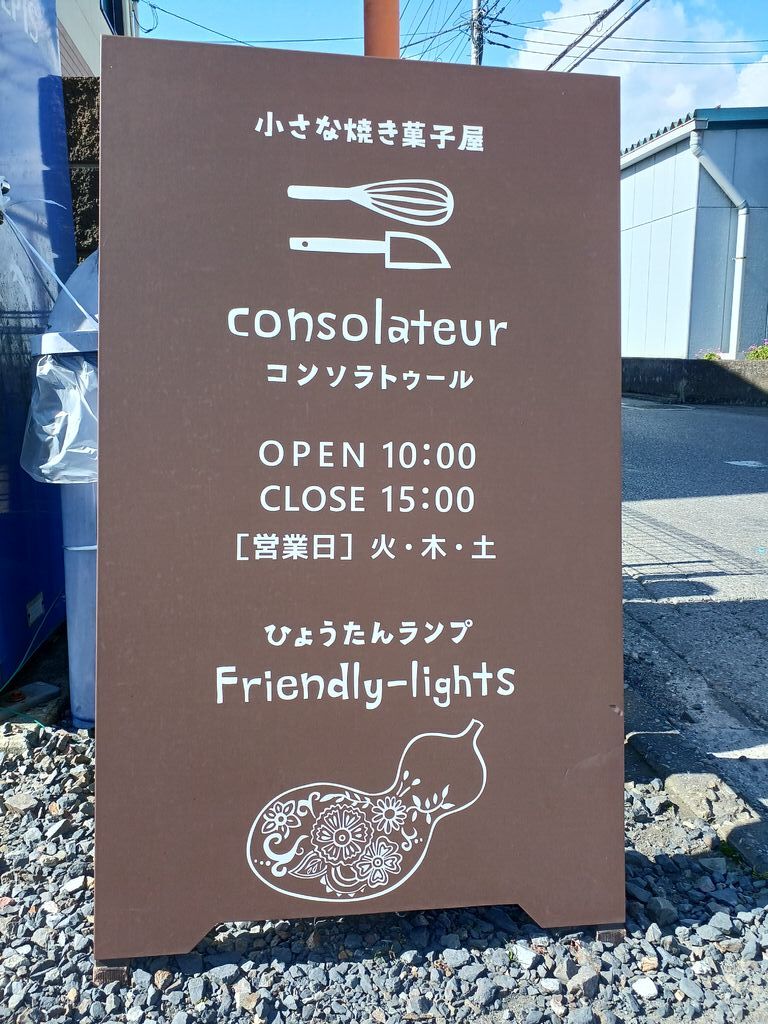 小さな焼き菓子屋
consolateur
コンソラトゥール
OPEN 10:00
CLOSE 15:00
［営業日］火・木・土
ひょうたんランプ
Friendly-lights